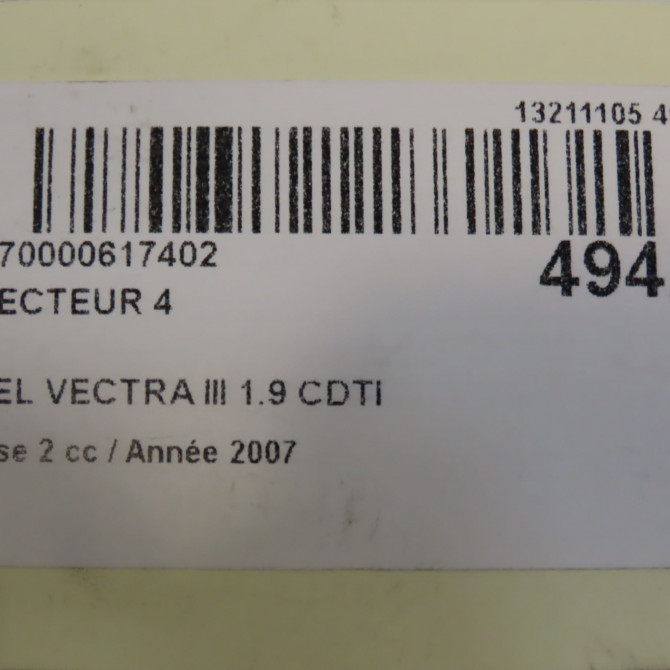 13211105 4
70000617402
494
ECTEUR 4
EL VECTRA III 1.9 CDTI
se 2 cc / Année 2007